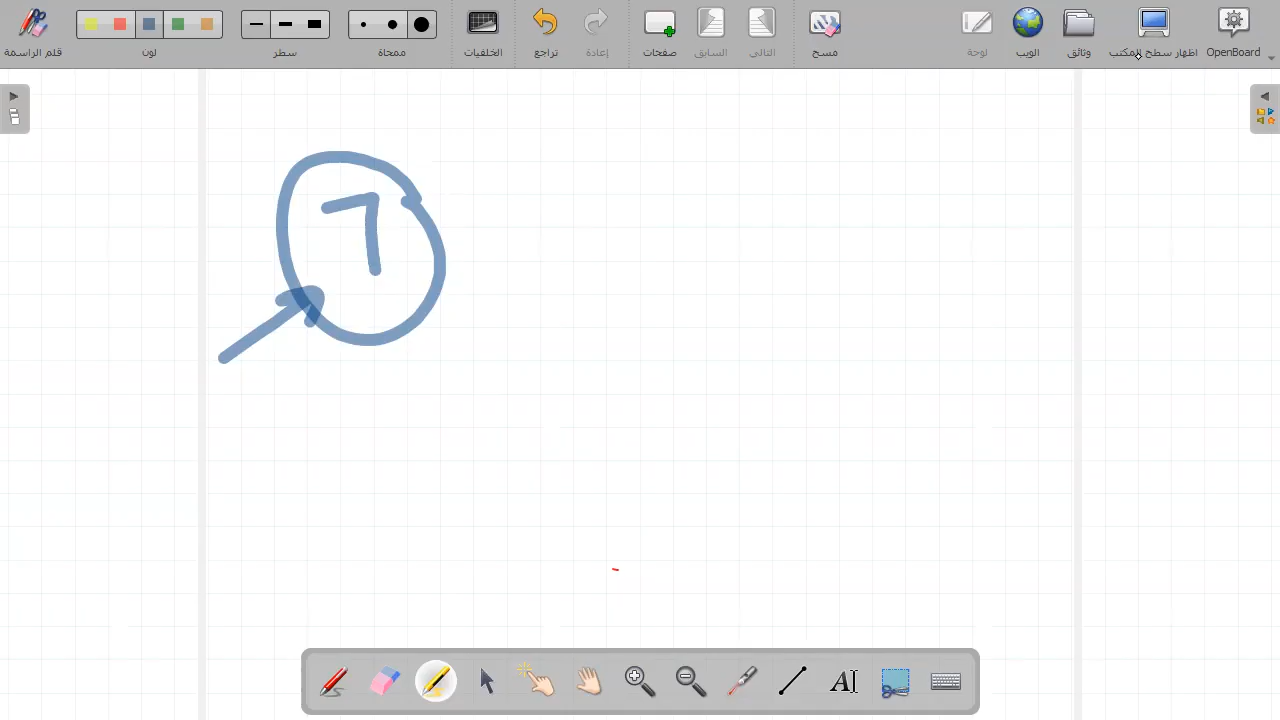 قلم الراسمة لون سطر ممحاة الخلفيات تراجع إعادة صفحات السابق التالي مسح لوحة الويب وثائق اظهار سطح المكتب OpenBoard
7
A